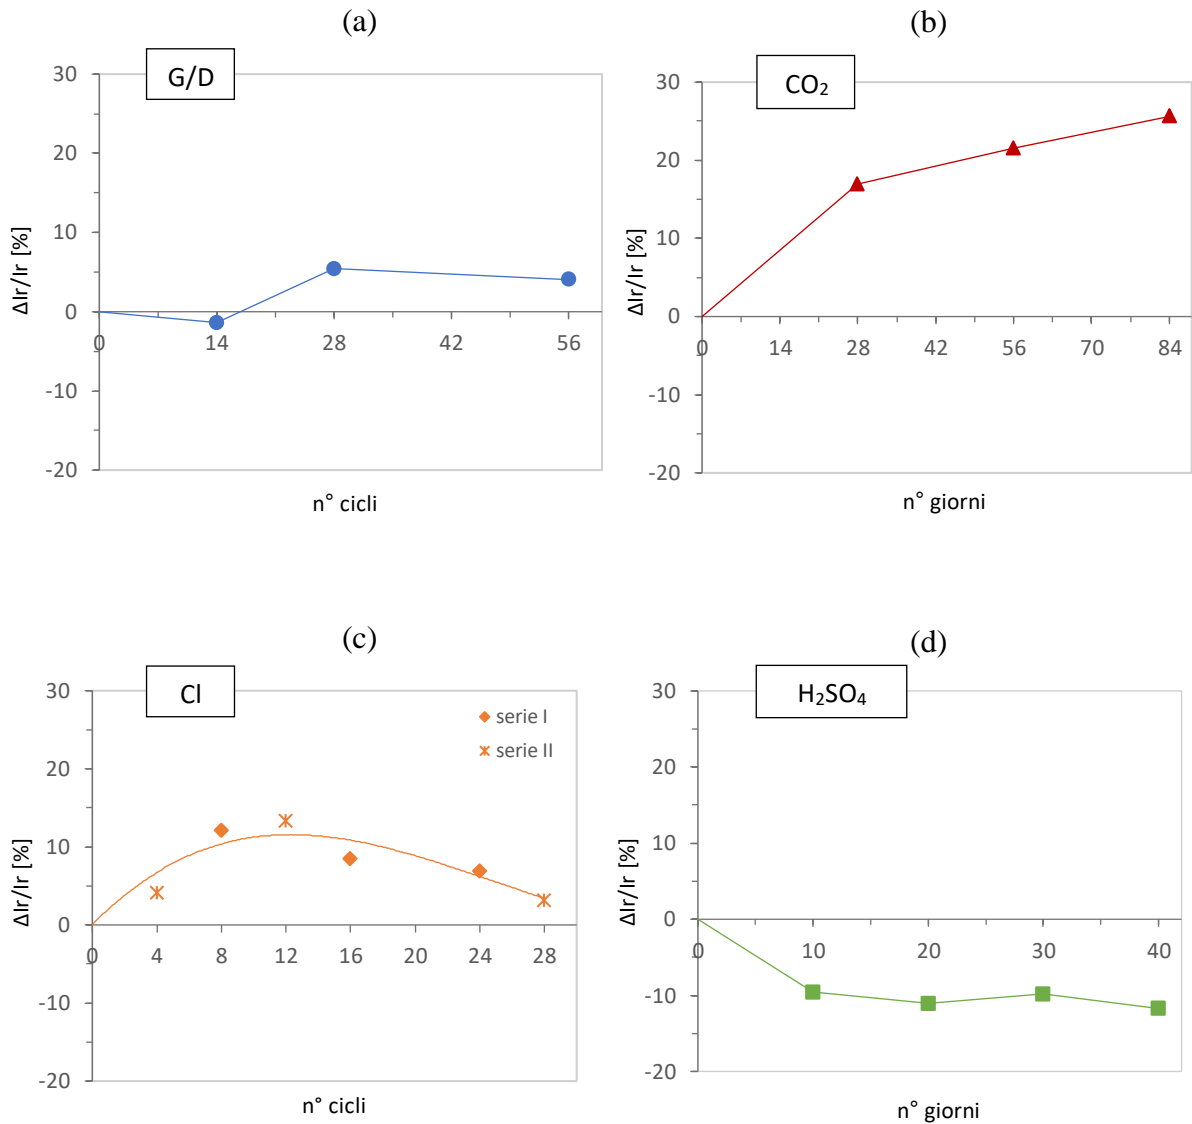 (a)
G/D
30
20
10
0
-10
-20
0 14 28 42 56
ΔIr/Ir [%]
n° cicli
(b)
CO₂
30
20
10
0
-10
-20
0 14 28 42 56 70 84
ΔIr/Ir [%]
n° giorni
(c)
Cl
serie I
serie II
30
20
10
0
-10
-20
0 4 8 12 16 20 24 28
ΔIr/Ir [%]
n° cicli
(d)
H₂SO₄
30
20
10
0
-10
-20
0 10 20 30 40
ΔIr/Ir [%]
n° giorni